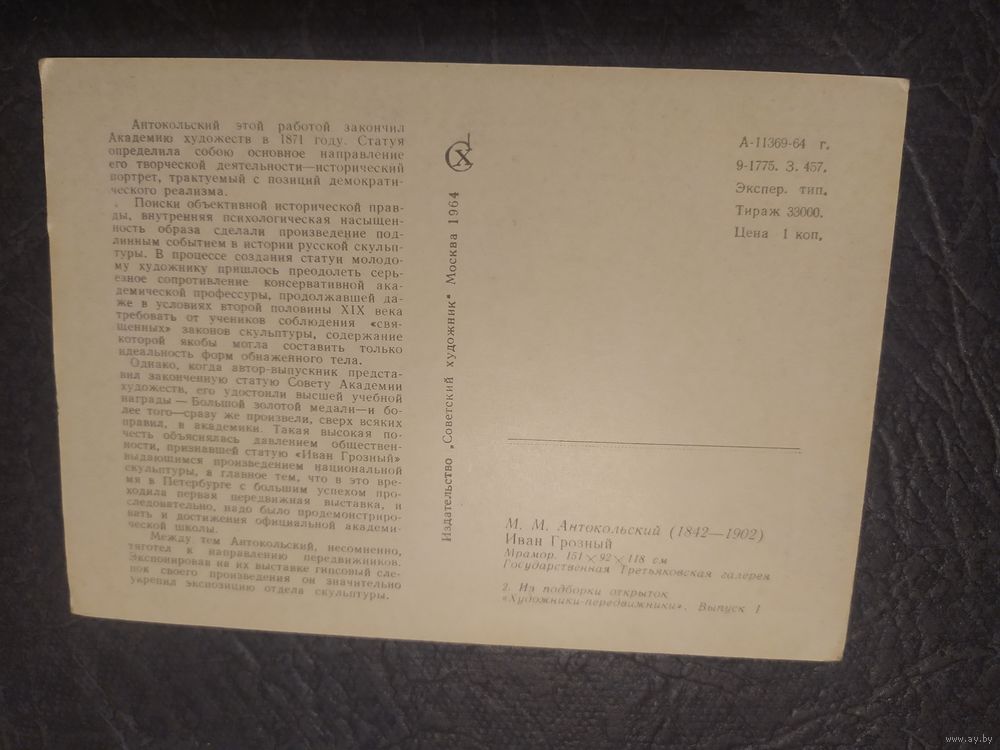 Антокольский этой работой закончил
Академию художеств в 1871 году. Статуя
определила собою основное направление
его творческой деятельности—исторический
портрет, трактуемый с позиций демократи-
ческого реализма.
Поиски объективной исторической прав-
ды, внутренняя психологическая насыщен-
ность образа сделали произведение под-
линным событием в истории русской скульп-
туры. В процессе создания статуи молодо-
му художнику пришлось преодолеть серь-
езное сопротивление консервативной ака-
демической профессуры, продолжавшей да-
же в условиях второй половины XIX века
требовать от учеников соблюдения «свя-
щенных» законов скульптуры, содержание
которой якобы могла составить только
идеальность форм обнаженного тела.
Однако, когда автор-выпускник предста-
вил законченную статую Совету Академии
художеств, его удостоили высшей учебной
награды — Большой золотой медали—и бо-
лее того—сразу же произвели, сверх всяких
правил, в академики. Такая высокая по-
честь объяснялась давлением обществен-
ности, признавшей статую «Иван Грозный»
выдающимся произведением национальной
скульптуры, а главное тем, что в это вре-
мя в Петербурге с большим успехом про-
ходила первая передвижная выставка, и
следовательно, надо было продемонстриро-
вать и достижения официальной академи-
ческой школы.
Между тем Антокольский, несомненно,
тяготел к направлению передвижников.
Экспонировав на их выставке гипсовый сле-
пок своего произведения он значительно
укрепил экспозицию отдела скульптуры.
СХ
Издательство „Советский художник" Москва 1964
А-11369-64 г.
9-1775. З. 457.
Экспер. тип.
Тираж 33000.
Цена 1 коп.
М. М. Антокольский (1842—1902)
Иван Грозный
Мрамор. 151×92×118 см
Государственная Третьяковская галерея
2. Из подборки открыток
«Художники-передвижники». Выпуск 1
www.ay.by